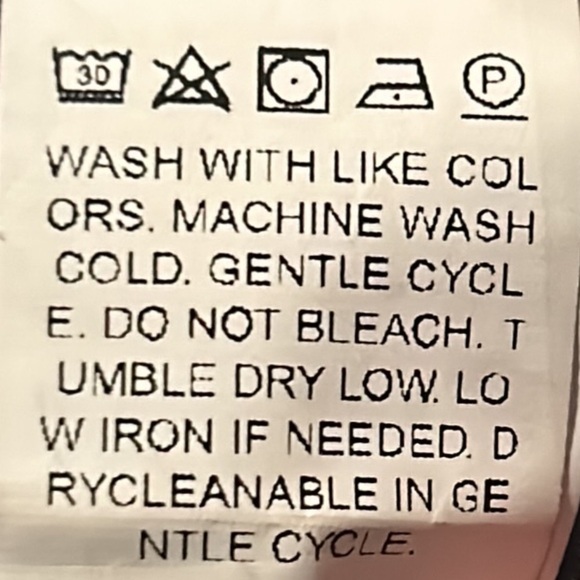 30 P
WASH WITH LIKE COL
ORS. MACHINE WASH
COLD. GENTLE CYCL
E. DO NOT BLEACH. T
UMBLE DRY LOW. LO
W IRON IF NEEDED. D
RYCLEANABLE IN GE
NTLE CYCLE.